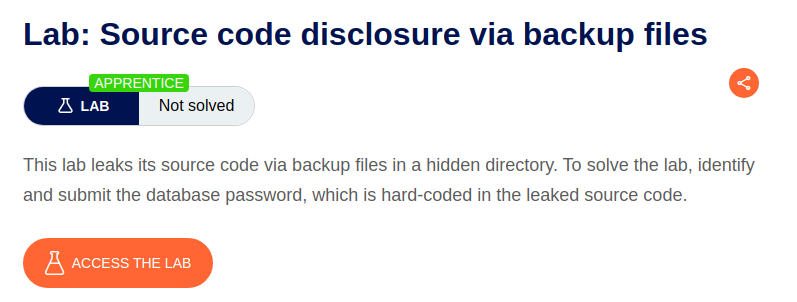 Lab: Source code disclosure via backup files
APPRENTICE
LAB Not solved
This lab leaks its source code via backup files in a hidden directory. To solve the lab, identify
and submit the database password, which is hard-coded in the leaked source code.
ACCESS THE LAB